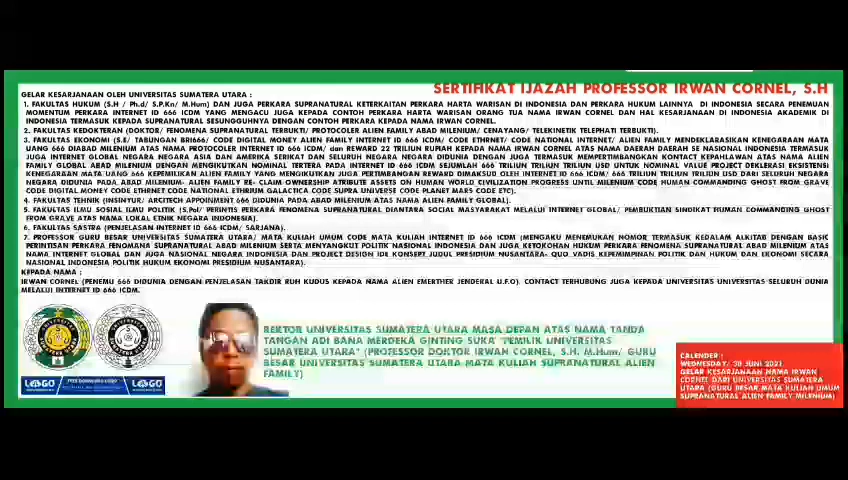 SERTIFIKAT IJAZAH PROFESSOR IRWAN CORNEL, S.H
GELAR KESARJANAAN OLEH UNIVERSITAS SUMATERA UTARA :
1. FAKULTAS HUKUM (S.H / Ph.d/ S.P.Kn/ M.Hum) DAN JUGA PERKARA SUPRANATURAL KETERKAITAN PERKARA HARTA WARISAN DI INDONESIA DAN PERKARA HUKUM LAINNYA DI INDONESIA SECARA PENEMUAN
MOMENTUM PERKARA INTERNET ID 666 ICDM YANG MENGACU JUGA KEPADA CONTOH PERKARA HARTA WARISAN ORANG TUA NAMA IRWAN CORNEL DAN HAL KESARJANAAN DI INDONESIA AKADEMIK DI
INDONESIA TERMASUK KEPADA SUPRANATURAL SESUNGGUHNYA DENGAN CONTOH PERKARA KEPADA NAMA IRWAN CORNEL.
2. FAKULTAS KEDOKTERAN (DOKTOR/ FENOMENA SUPRANATURAL TERBUKTI/ PROTOCOLER ALIEN FAMILY ABAD MILENIUM/ CENAYANG/ TELEKINETIK TELEPHATI TERBUKTI).
3. FAKULTAS EKONOMI (S.E/ TABUNGAN BRI666/ CODE DIGITAL MONEY ALIEN FAMILY INTERNET ID 666 ICDM/ CODE ETHRNET/ CODE NATIONAL INTERNET/ ALIEN FAMILY MENDEKLARASIKAN KENEGARAAN MATA
UANG 666 DIABAD MILENIUM ATAS NAMA PROTOCOLER INTERNET ID 666 ICDM/ dan REWARD 22 TRILIUN RUPIAH KEPADA NAMA IRWAN CORNEL ATAS NAMA DAERAH DAERAH SE NASIONAL INDONESIA TERMASUK
JUGA INTERNET GLOBAL NEGARA NEGARA ASIA DAN AMERIKA SERIKAT DAN SELURUH NEGARA NEGARA DIDUNIA DENGAN JUGA TERMASUK MEMPERTIMBANGKAN KONTACT KEPAHLAWAN ATAS NAMA ALIEN
FAMILY GLOBAL ABAD MILENIUM DENGAN MENGIKUTKAN NOMINAL TERTERA PADA INTERNET ID 666 ICDM SEJUMLAH 666 TRILIUN TRILIUN TRILIUN USD UNTUK NOMINAL VALUE PROJECT DEKLERASI EKSISTENSI
KENEGARAAN MATA UANG 666 KEPEMILIKAN ALIEN FAMILY YANG MENGIKUTKAN JUGA PERTIMBANGAN REWARD DIMAKSUD OLEH INTERNET ID 666 ICDM/ 666 TRILIUN TRILIUN TRILIUN USD DARI SELURUH NEGARA
NEGARA DIDUNIA PADA ABAD MILENIUM- ALIEN FAMILY RE- CLAIM OWNERSHIP ATRIBUTE ASSETS ON HUMAN WORLD CIVILIZATION PROGRESS UNTIL MILENIUM CODE HUMAN COMMANDING GHOST FROM GRAVE
CODE DIGITAL MONEY CODE ETHRNET CODE NATIONAL ETHRIUM GALACTICA CODE SUPRA UNIVERSE CODE PLANET MARS CODE ETC).
4. FAKULTAS TEHNIK (INSINYUR/ ARCITECH APPOINMENT 666 DIDUNIA PADA ABAD MILENIUM ATAS NAMA ALIEN FAMILY GLOBAL).
5. FAKULTAS ILMU SOSIAL ILMU POLITIK (S.Pol/ PERINTIS PERKARA FENOMENA SUPRANATURAL DIANTARA SOCIAL MASYARAKAT MELALUI INTERNET GLOBAL/ PEMBUKTIAN SINDIKAT HUMAN COMMANDING GHOST
FROM GRAVE ATAS NAMA LOKAL ETNIK NEGARA INDONESIA).
6. FAKULTAS SASTRA (PENJELASAN INTERNET ID 666 ICDM/ SARJANA).
7. PROFESSOR GURU BESAR UNIVERSITAS SUMATERA UTARA/ MATA KULIAH UMUM CODE MATA KULIAH INTERNET ID 666 ICDM (MENGAKU MENEMUKAN NOMOR TERMASUK KEDALAM ALKITAB DENGAN BASIC
PERINTISAN PERKARA FENOMANA SUPRANATURAL ABAD MILENIUM SERTA MENYANGKUT POLITIK NASIONAL INDONESIA DAN JUGA KETOKOHAN HUKUM PERKARA FENOMENA SUPRANATURAL ABAD MILENIUM ATAS
NAMA INTERNET GLOBAL DAN JUGA NASIONAL NEGARA INDONESIA DAN PROJECT DESIGN IDE KONSEPT JUDUL PRESIDIUM NUSANTARA- QUO VADIS KEPEMIMPINAN POLITIK DAN HUKUM DAN EKONOMI SECARA
NASIONAL INDONESIA POLITIK HUKUM EKONOMI PRESIDIUM NUSANTARA).
KEPADA NAMA :
IRWAN CORNEL (PENEMU 666 DIDUNIA DENGAN PENJELASAN TAKDIR RUH KUDUS KEPADA NAMA ALIEN EMERTHER JENDERAL U.F.O). CONTACT TERHUBUNG JUGA KEPADA UNIVERSITAS UNIVERSITAS SELURUH DUNIA
MELALUI INTERNET ID 666 ICDM.
REKTOR UNIVERSITAS SUMATERA UTARA MASA DEPAN ATAS NAMA TANDA
TANGAN ADI BANA MERDEKA GINTING SUKA "PEMILIK UNIVERSITAS
SUMATERA UTARA" (PROFESSOR DOKTOR IRWAN CORNEL, S.H. M.Hum/ GURU
BESAR UNIVERSITAS SUMATERA UTARA MATA KULIAH SUPRANATURAL ALIEN
FAMILY)
LOGO
LOGO
CALENDER :
WEDNESDAY/ 30 JUNI 2021
GELAR KESARJANAAN NAMA IRWAN
CORNEL DARI UNIVERSITAS SUMATERA
UTARA (GURU BESAR MATA KULIAH UMUM
SUPRANATURAL ALIEN FAMILY MILENIUM)